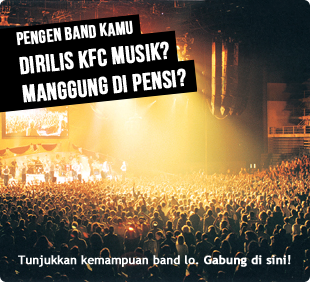 PENGEN BAND KAMU
DIRILIS KFC MUSIK?
MANGGUNG DI PENSI?
Tunjukkan kemampuan band lo. Gabung di sini!